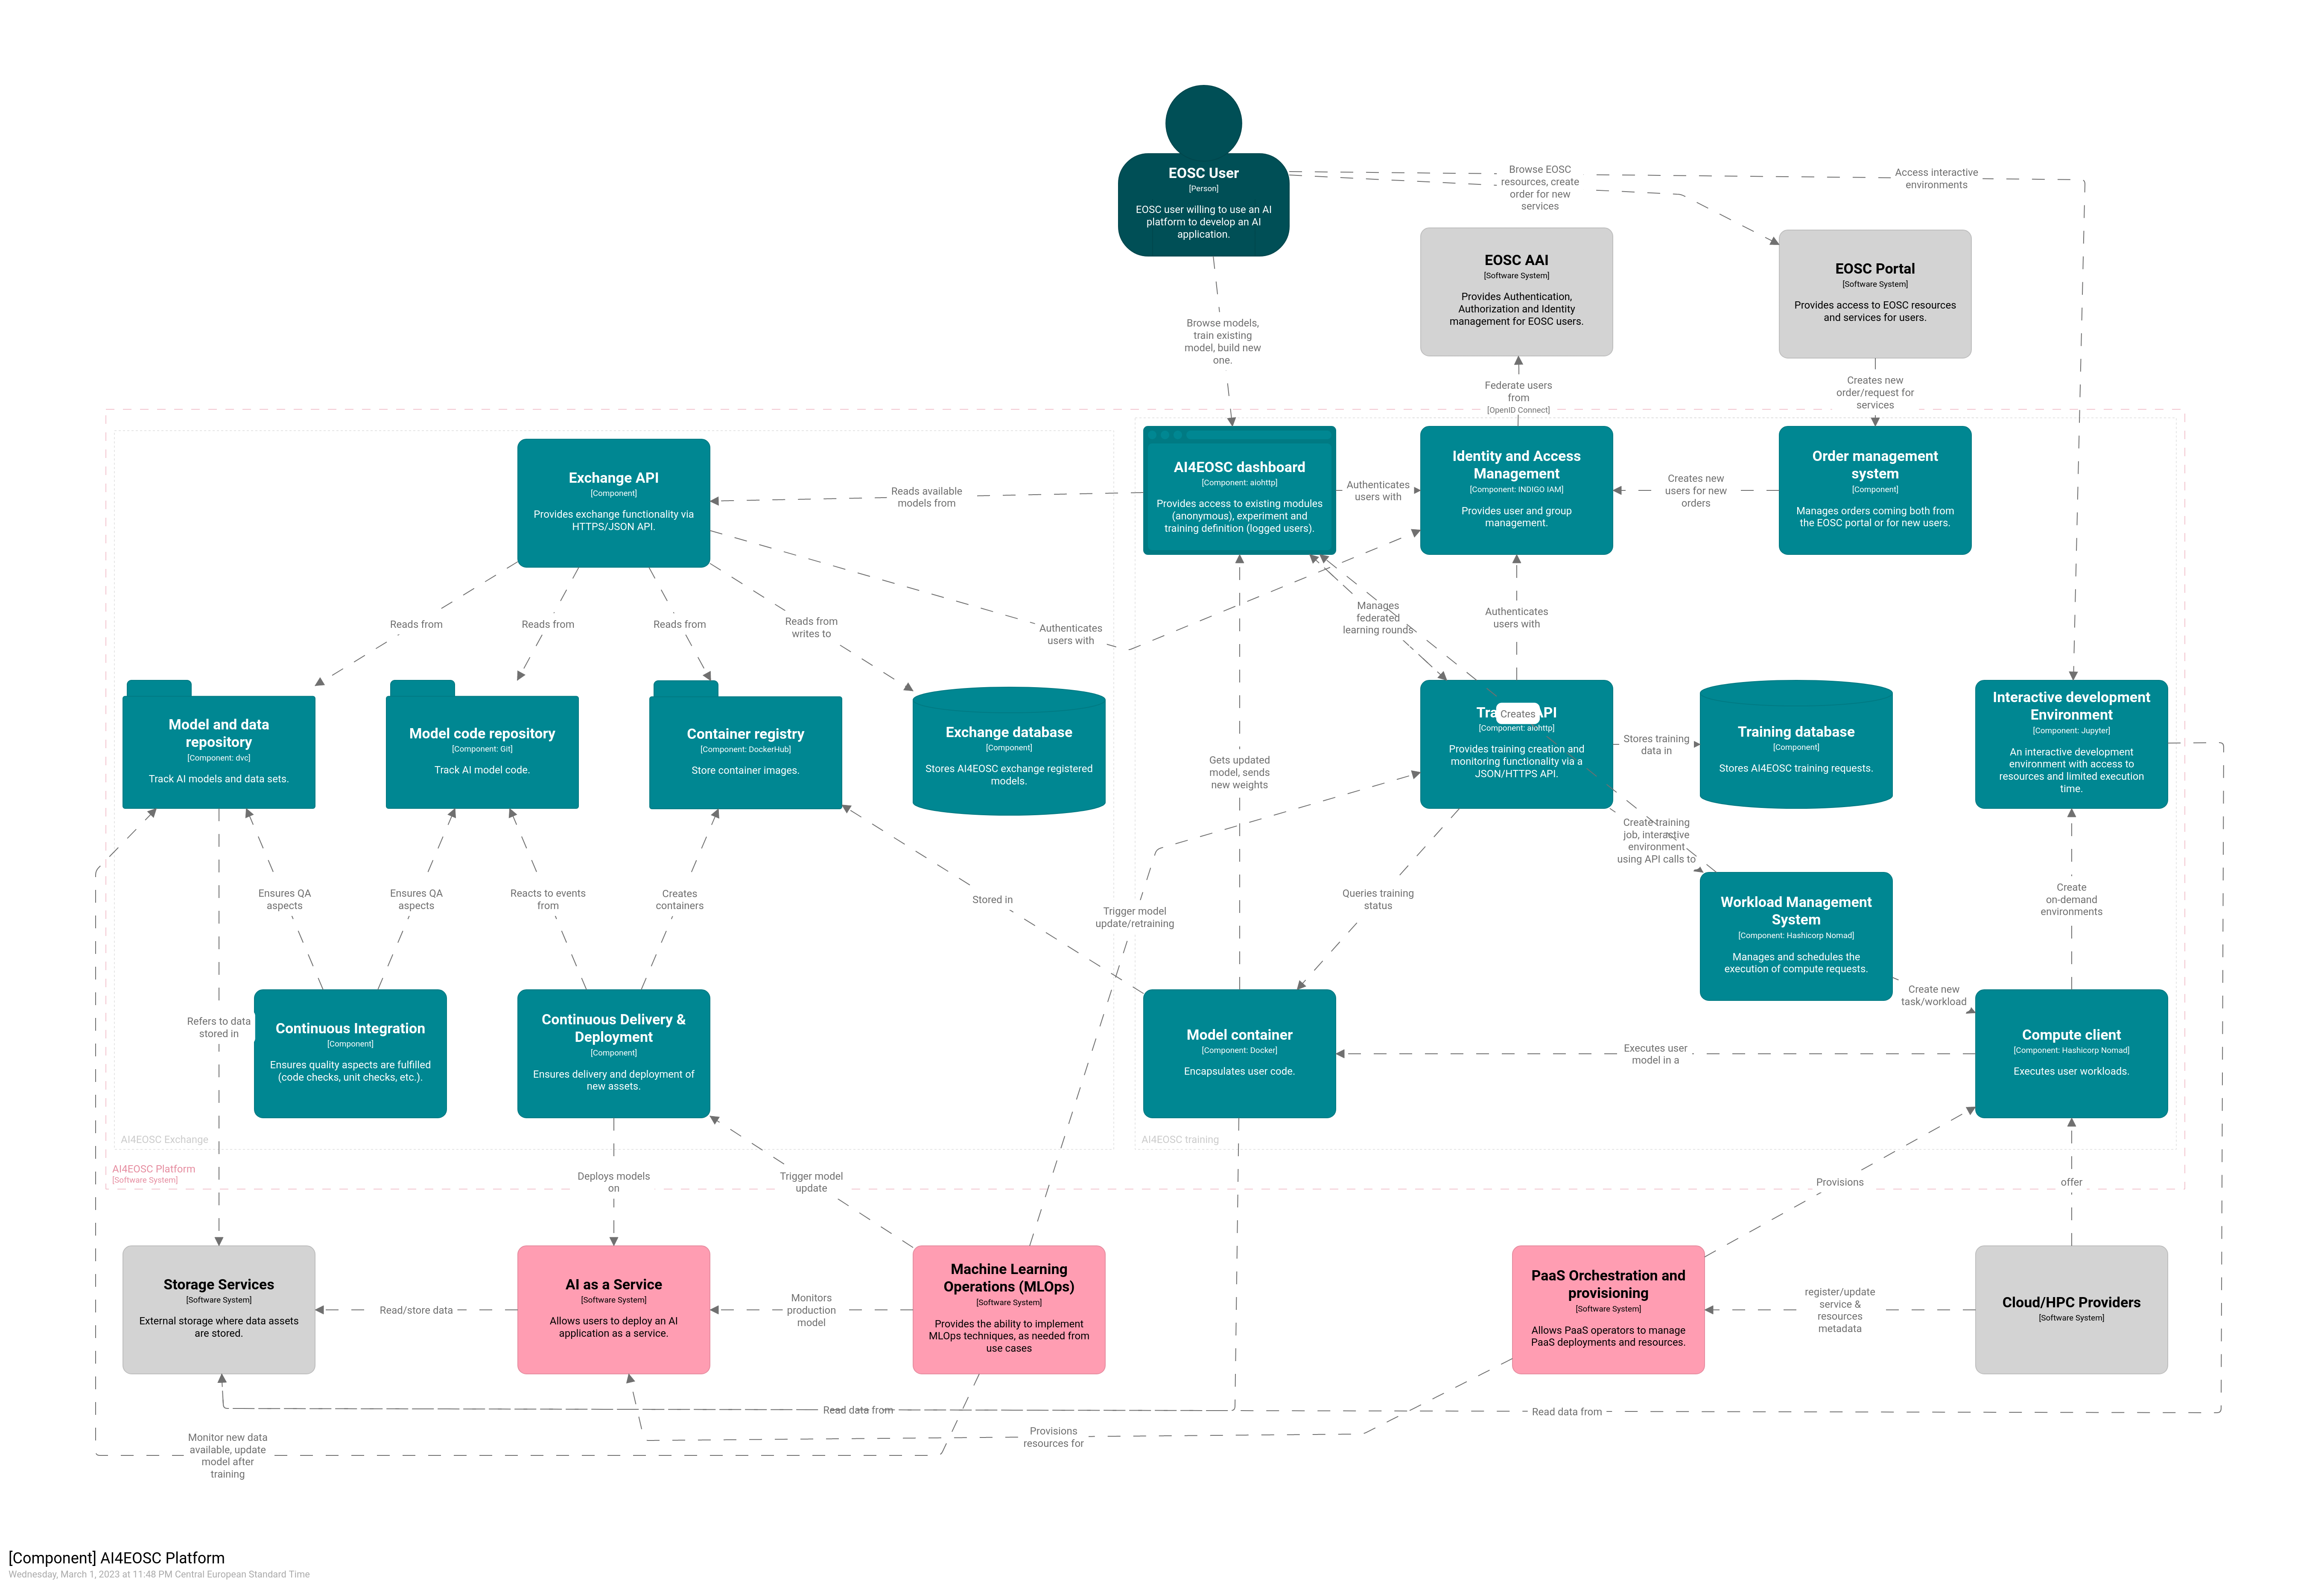 EOSC User
[Person]
EOSC user willing to use an AI
platform to develop an AI
application.
Browse EOSC
resources, create
order for new
services
Access interactive
environments
EOSC AAI
[Software System]
Provides Authentication,
Authorization and Identity
management for EOSC users.
EOSC Portal
[Software System]
Provides access to EOSC resources
and services for users.
Browse models,
train existing
model, build new
one.
Federate users
from
[OpenID Connect]
Creates new
order/request for
services
Exchange API
[Component]
Provides exchange functionality via
HTTPS/JSON API.
Reads available
models from
AI4EOSC dashboard
[Component: aiohttp]
Provides access to existing modules
(anonymous), experiment and
training definition (logged users).
Authenticates
users with
Identity and Access
Management
[Component: INDIGO IAM]
Provides user and group
management.
Creates new
users for new
orders
Order management
system
[Component]
Manages orders coming both from
the EOSC portal or for new users.
Reads from
Reads from
Reads from
Reads from
writes to
Authenticates
users with
Manages
federated
learning rounds
Authenticates
users with
Model and data
repository
[Component: dvc]
Track AI models and data sets.
Model code repository
[Component: Git]
Track AI model code.
Container registry
[Component: DockerHub]
Store container images.
Exchange database
[Component]
Stores AI4EOSC exchange registered
models.
Gets updated
model, sends
new weights
Creates
API
[Component: aiohttp]
Provides training creation and
monitoring functionality via a
JSON/HTTPS API.
Stores training
data in
Training database
[Component]
Stores AI4EOSC training requests.
Interactive development
Environment
[Component: Jupyter]
An interactive development
environment with access to
resources and limited execution
time.
Create training
job, interactive
environment
using API calls to
Ensures QA
aspects
Ensures QA
aspects
Reacts to events
from
Creates
containers
Stored in
Trigger model
update/retraining
Queries training
status
Workload Management
System
[Component: Hashicorp Nomad]
Manages and schedules the
execution of compute requests.
Create
on-demand
environments
Create new
task/workload
Refers to data
stored in
Continuous Integration
[Component]
Ensures quality aspects are fulfilled
(code checks, unit checks, etc.).
Continuous Delivery &
Deployment
[Component]
Ensures delivery and deployment of
new assets.
Model container
[Component: Docker]
Encapsulates user code.
Executes user
model in a
Compute client
[Component: Hashicorp Nomad]
Executes user workloads.
AI4EOSC Exchange
AI4EOSC training
AI4EOSC Platform
[Software System]
Deploys models
on
Trigger model
update
Provisions
offer
Storage Services
[Software System]
External storage where data assets
are stored.
Read/store data
AI as a Service
[Software System]
Allows users to deploy an AI
application as a service.
Monitors
production
model
Machine Learning
Operations (MLOps)
[Software System]
Provides the ability to implement
MLOps techniques, as needed from
use cases
PaaS Orchestration and
provisioning
[Software System]
Allows PaaS operators to manage
PaaS deployments and resources.
register/update
service &
resources
metadata
Cloud/HPC Providers
[Software System]
Read data from
Read data from
Provisions
resources for
Monitor new data
available, update
model after
training
[Component] AI4EOSC Platform
Wednesday, March 1, 2023 at 11:48 PM Central European Standard Time